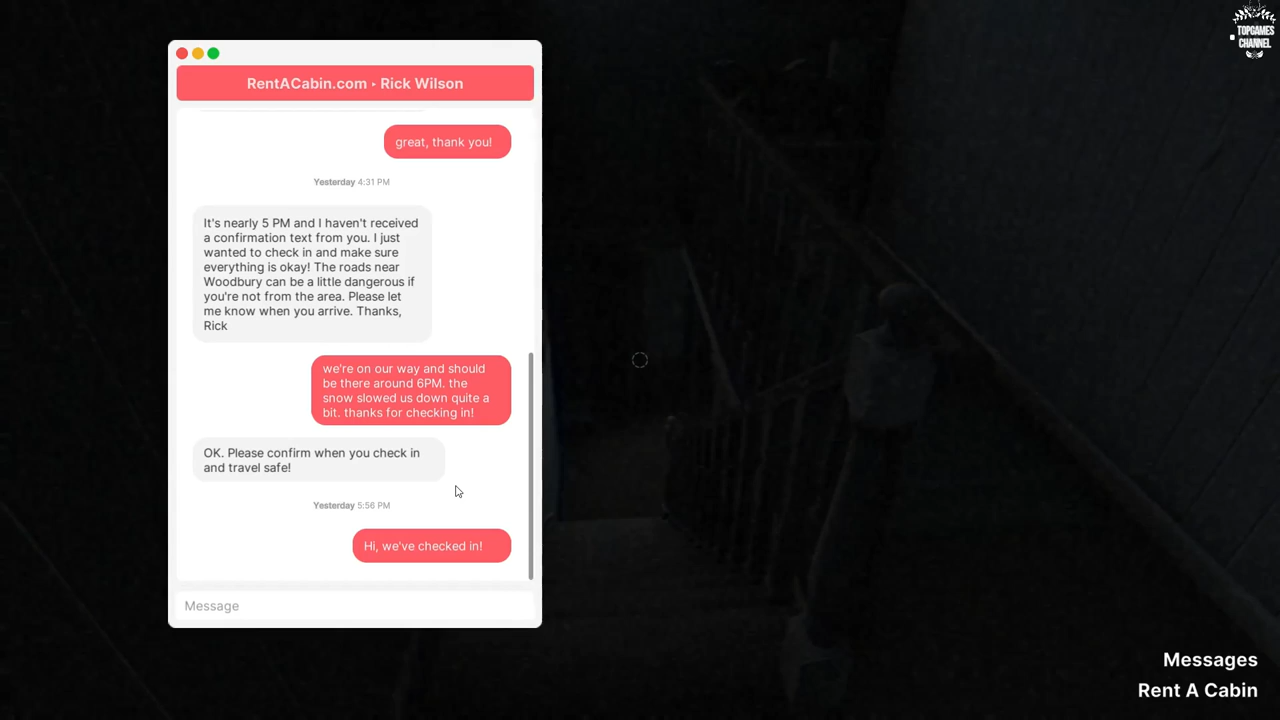 TOPGAMES
CHANNEL
RentACabin.com ▸ Rick Wilson
great, thank you!
Yesterday 4:31 PM
It's nearly 5 PM and I haven't received
a confirmation text from you. I just
wanted to check in and make sure
everything is okay! The roads near
Woodbury can be a little dangerous if
you're not from the area. Please let
me know when you arrive. Thanks,
Rick
we're on our way and should
be there around 6PM. the
snow slowed us down quite a
bit. thanks for checking in!
OK. Please confirm when you check in
and travel safe!
Yesterday 5:56 PM
Hi, we've checked in!
Message
Messages
Rent A Cabin